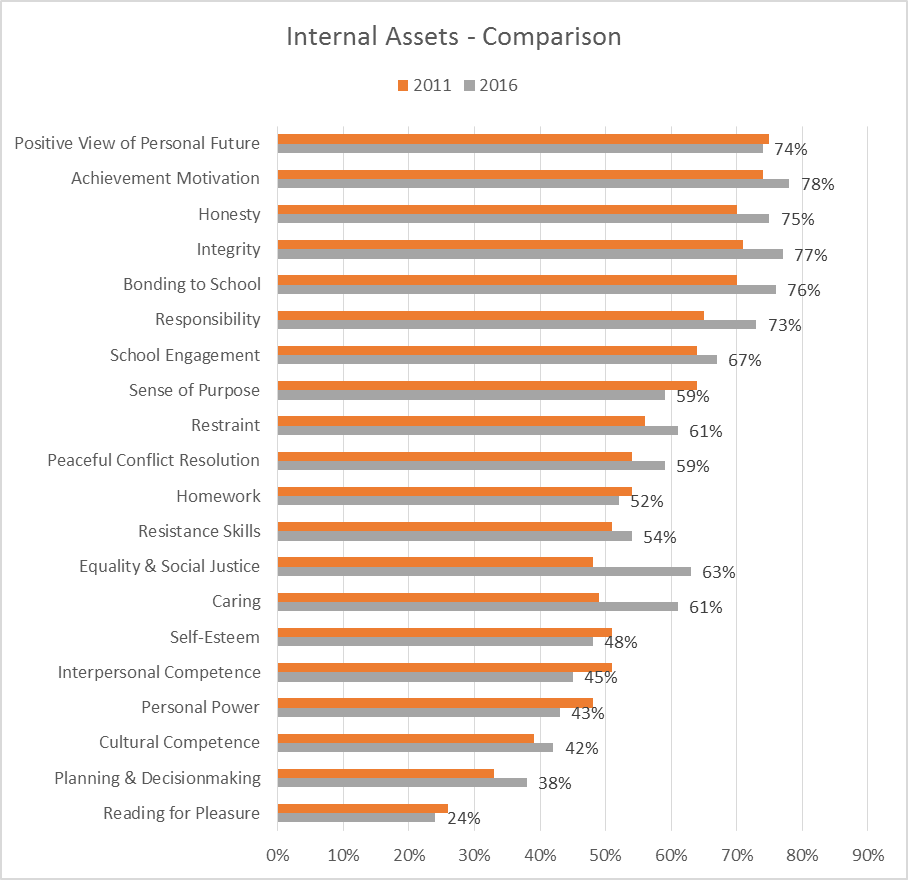 Internal Assets - Comparison
2011 2016
Positive View of Personal Future 74%
Achievement Motivation 78%
Honesty 75%
Integrity 77%
Bonding to School 76%
Responsibility 73%
School Engagement 67%
Sense of Purpose 59%
Restraint 61%
Peaceful Conflict Resolution 59%
Homework 52%
Resistance Skills 54%
Equality & Social Justice 63%
Caring 61%
Self-Esteem 48%
Interpersonal Competence 45%
Personal Power 43%
Cultural Competence 42%
Planning & Decisionmaking 38%
Reading for Pleasure 24%
0% 10% 20% 30% 40% 50% 60% 70% 80% 90%